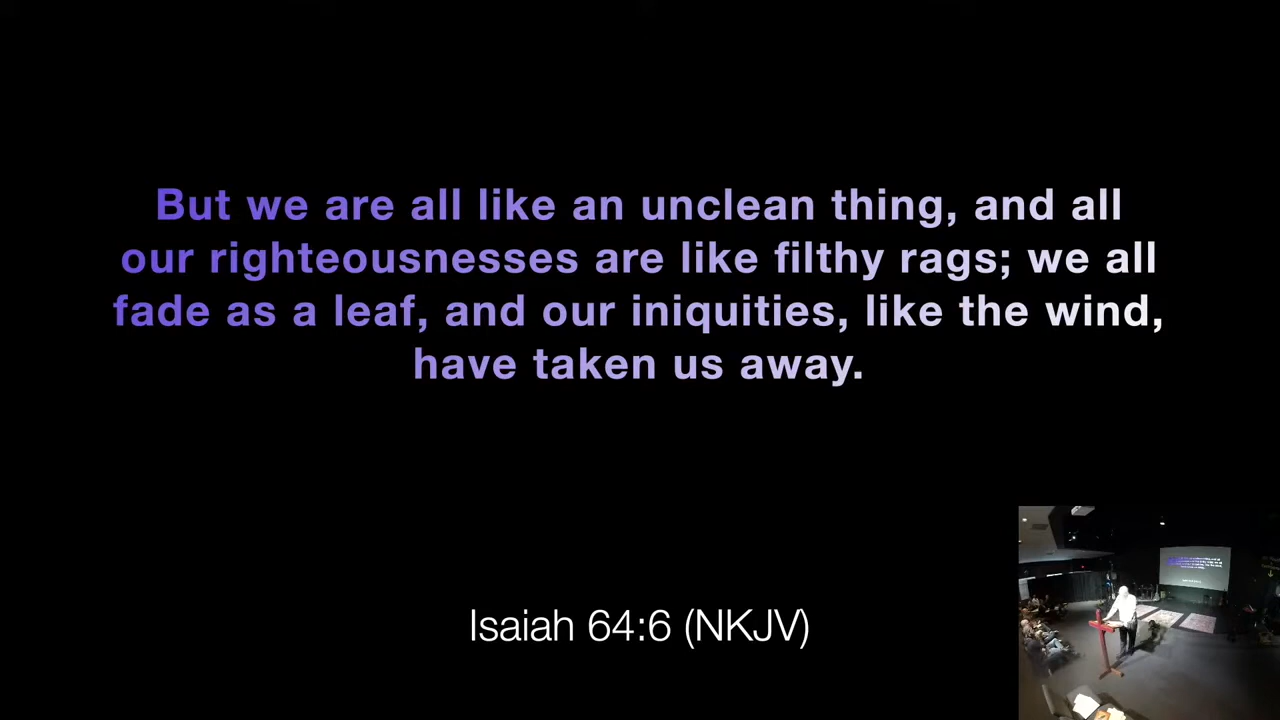 But we are all like an unclean thing, and all
our righteousnesses are like filthy rags; we all
fade as a leaf, and our iniquities, like the wind,
have taken us away.
Isaiah 64:6 (NKJV)